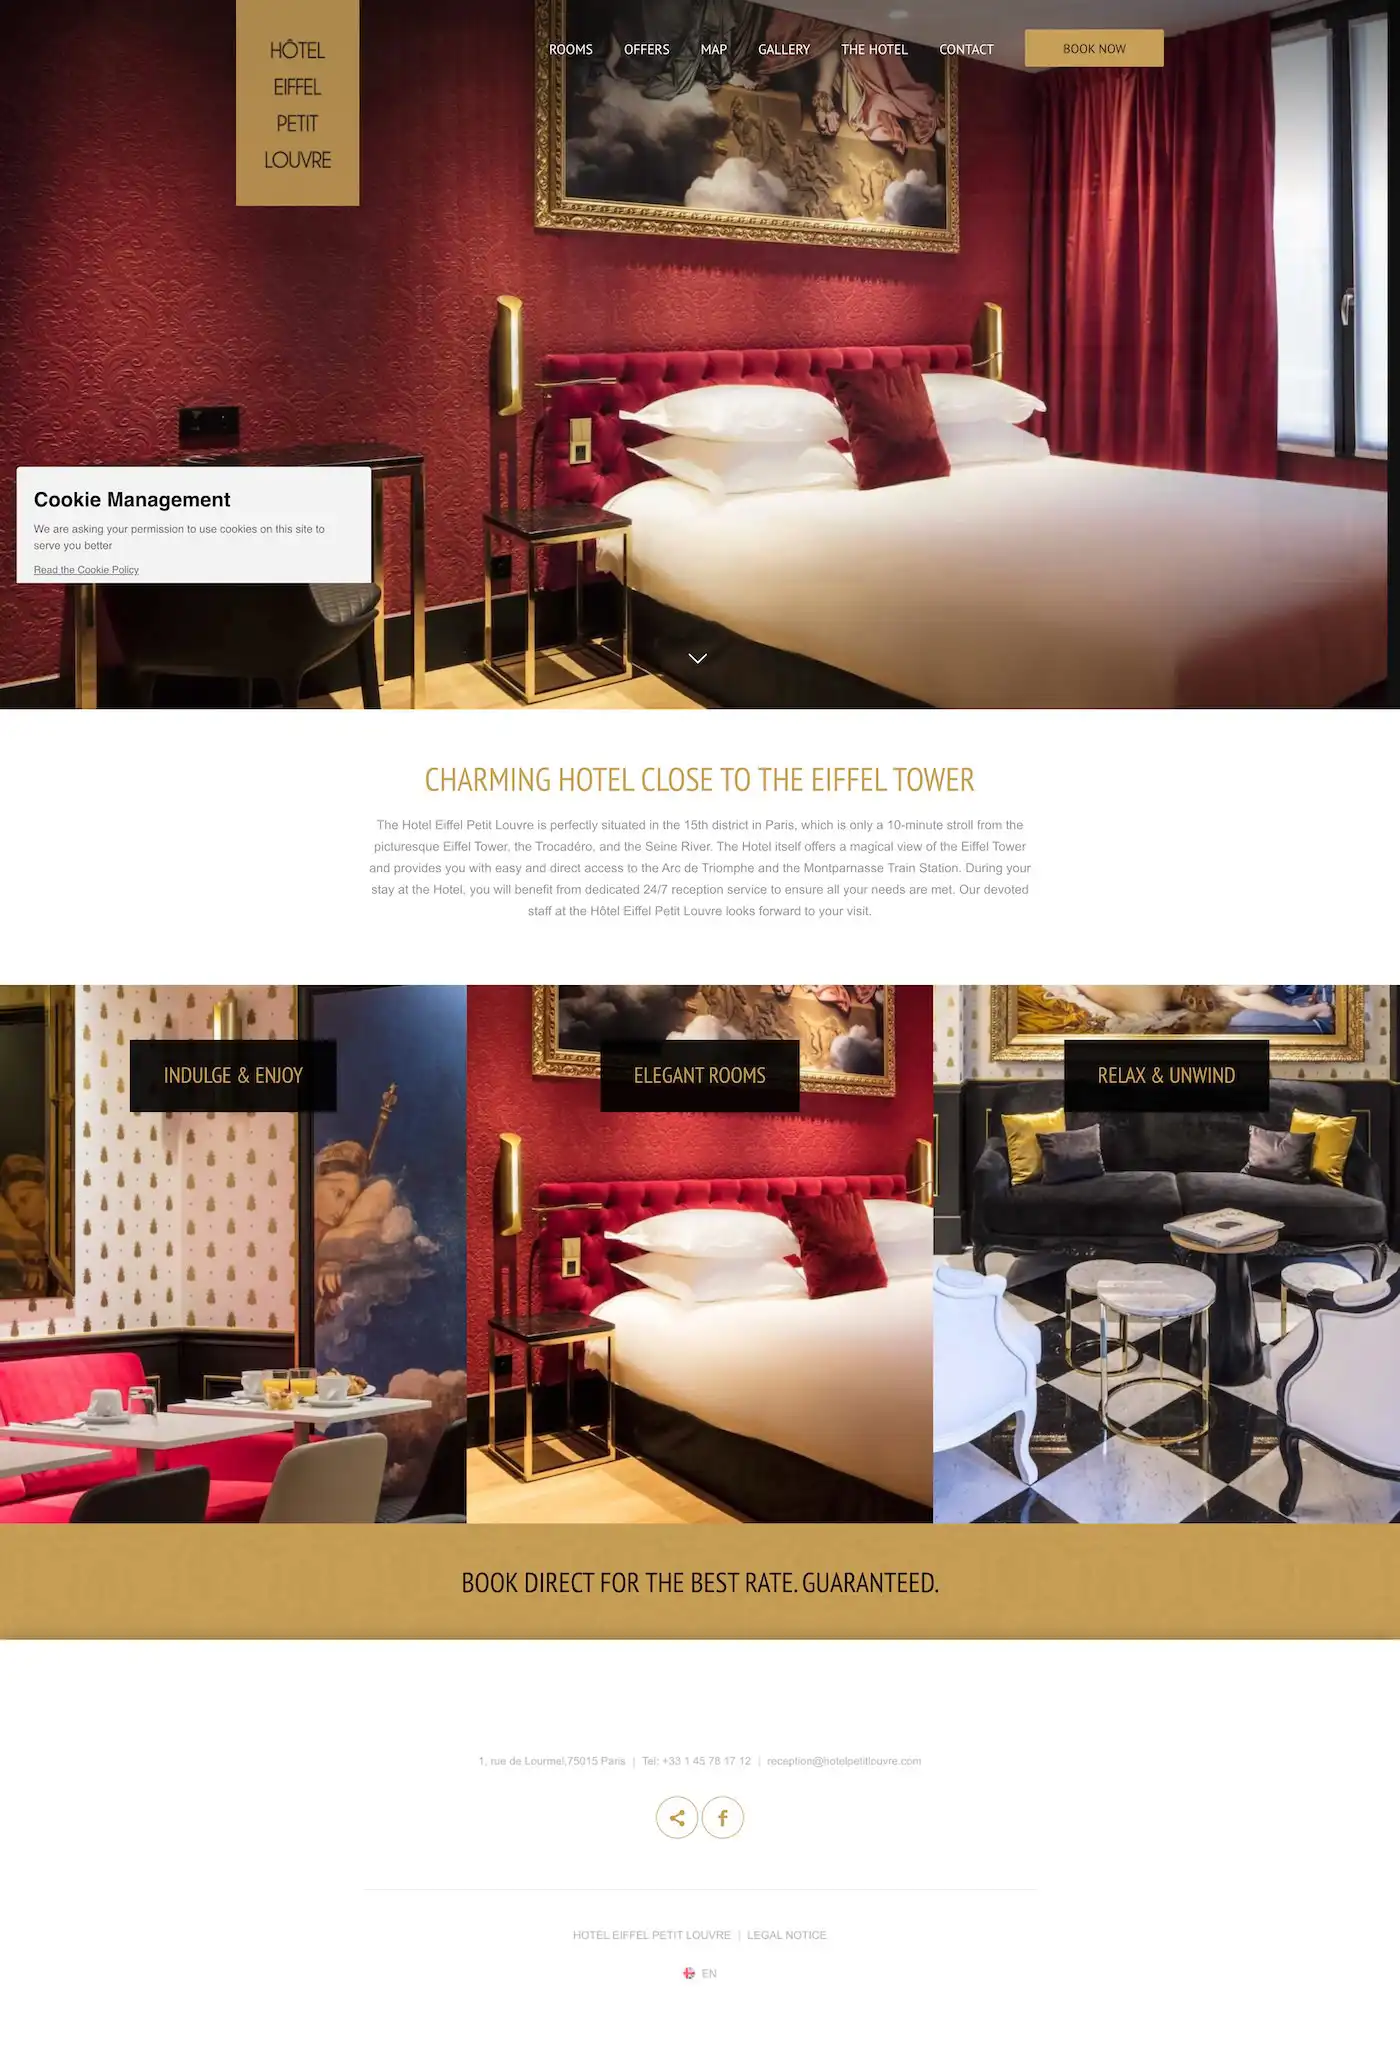 HÔTEL
EIFFEL
PETIT
LOUVRE
ROOMS OFFERS MAP GALLERY THE HOTEL CONTACT BOOK NOW
Cookie Management
We are asking your permission to use cookies on this site to
serve you better
Read the Cookie Policy
CHARMING HOTEL CLOSE TO THE EIFFEL TOWER
The Hotel Eiffel Petit Louvre is perfectly situated in the 15th district in Paris, which is only a 10-minute stroll from the
picturesque Eiffel Tower, the Trocadéro, and the Seine River. The Hotel itself offers a magical view of the Eiffel Tower
and provides you with easy and direct access to the Arc de Triomphe and the Montparnasse Train Station. During your
stay at the Hotel, you will benefit from dedicated 24/7 reception service to ensure all your needs are met. Our devoted
staff at the Hôtel Eiffel Petit Louvre looks forward to your visit.
INDULGE & ENJOY
ELEGANT ROOMS
RELAX & UNWIND
BOOK DIRECT FOR THE BEST RATE. GUARANTEED.
1, rue de Lourmel,75015 Paris | Tel: +33 1 45 78 17 12 | reception@hotelpetitlouvre.com
HOTEL EIFFEL PETIT LOUVRE | LEGAL NOTICE
EN